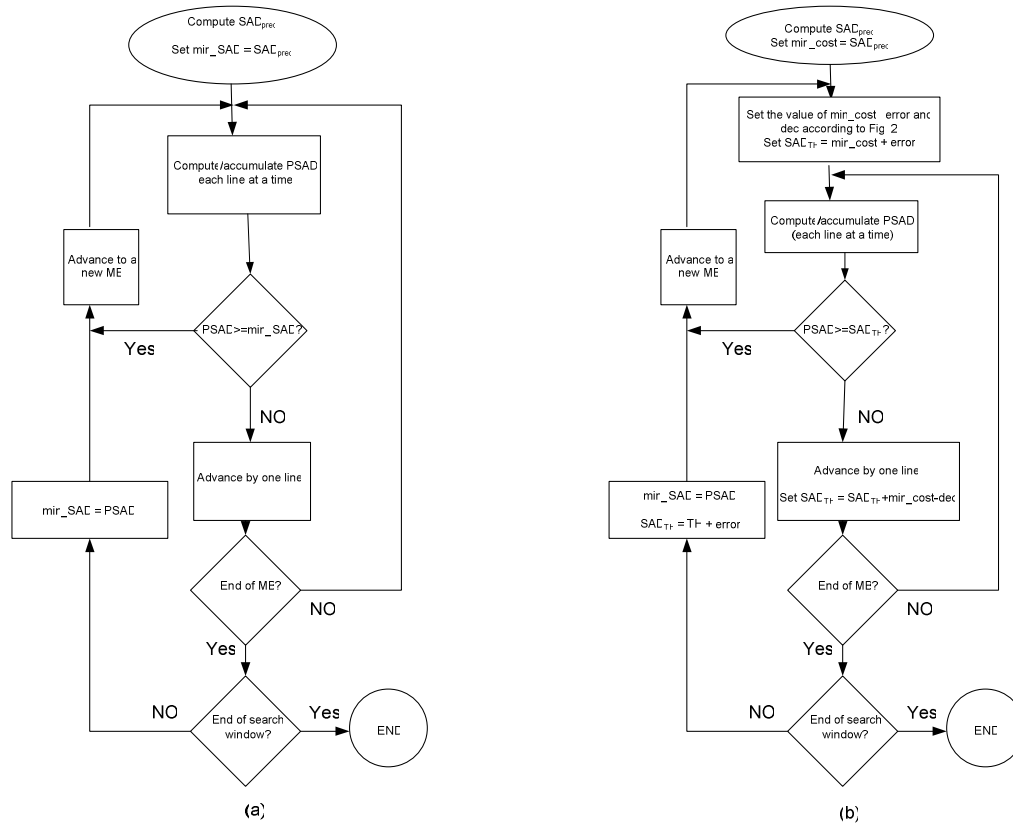 Compute SADpred
Set min_SAD = SADpred
Compute/accumulate PSAD
each line at a time
Advance to a
new MB
PSAD>=min_SAD?
Yes
NO
Advance by one line
min_SAD = PSAD
End of MB?
NO
Yes
NO
End of search
window?
Yes
END
(a)
Compute SADpred
Set min_cost = SADpred
Set the value of min_cost error and
dec according to Fig. 2
Set SADTH = min_cost + error
Compute/accumulate PSAD
(each line at a time)
Advance to a
new MB
PSAD>=SADTH?
Yes
NO
Advance by one line
Set SADTH = SADTH+min_cost-dec
min_SAD = PSAD
SADTH = TH + error
End of MB?
NO
Yes
NO
End of search
window?
Yes
END
(b)